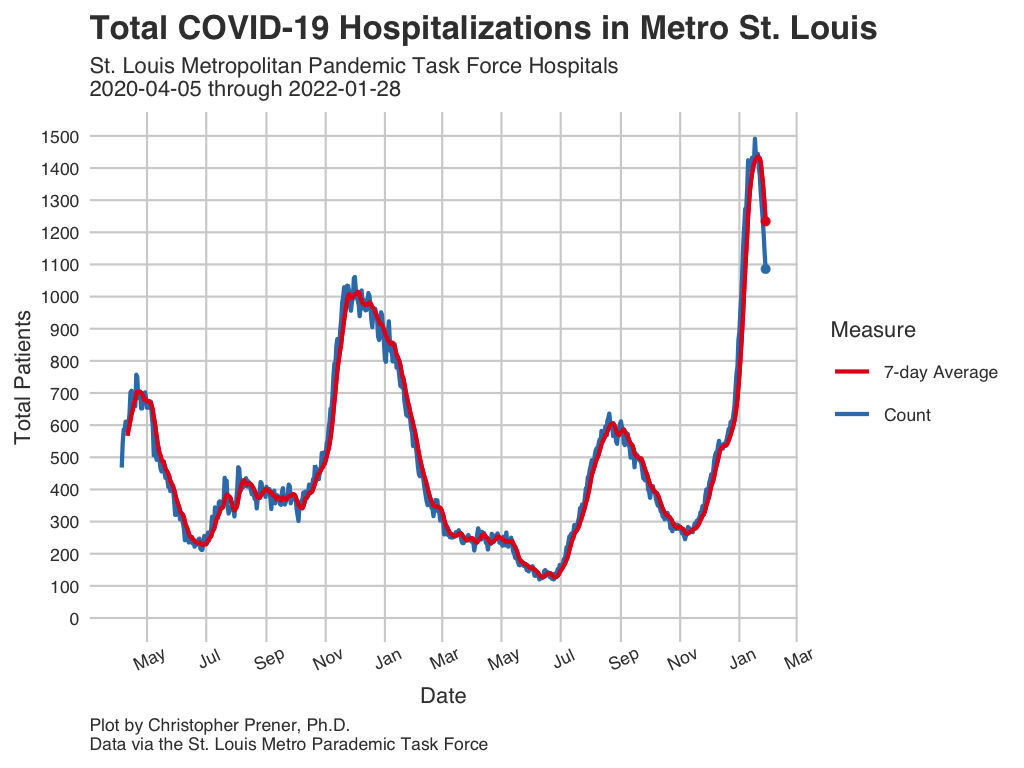 Total COVID-19 Hospitalizations in Metro St. Louis
St. Louis Metropolitan Pandemic Task Force Hospitals
2020-04-05 through 2022-01-28
Total Patients
1500
1400
1300
1200
1100
1000
900
800
700
600
500
400
300
200
100
0
May
Jul
Sep
Nov
Jan
Mar
May
Jul
Sep
Nov
Jan
Mar
Date
Measure
7-day Average
Count
Plot by Christopher Prener, Ph.D.
Data via the St. Louis Metro Parademic Task Force